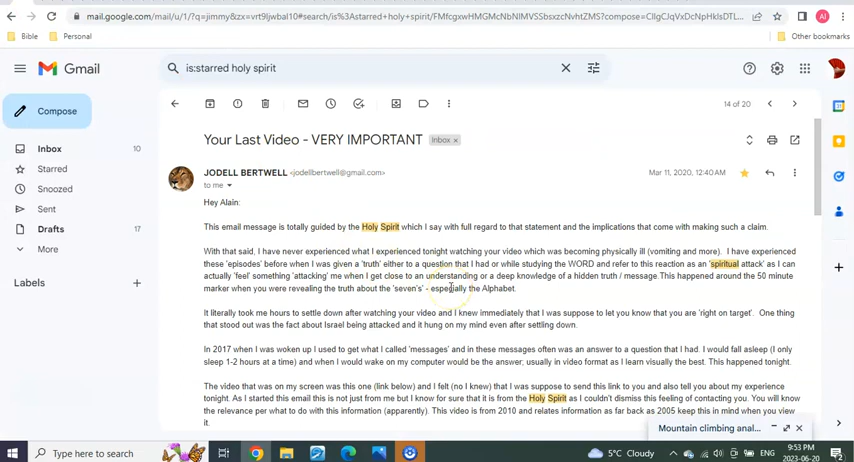 mail.google.com/mail/u/1/?q=jimmy&zx=vrt9ljwbal10#search/is%3Astarred+holy+spirit/
Bible
Personal
Other bookmarks
Gmail
is:starred holy spirit
Compose
14 of 20
Your Last Video - VERY IMPORTANT
Inbox ×
Inbox 10
JODELL BERTWELL <jodellbertwell@gmail.com>
Mar 11, 2020, 12:40 AM
to me
Starred
Snoozed
Sent
Drafts
More
Labels
Hey Alain:
This email message is totally guided by the Holy Spirit which I say with full regard to that statement and the implications that come with making such a claim.
With that said, I have never experienced what I experienced tonight watching your video which was becoming physically ill (vomiting and more). I have experienced
these 'episodes' before when I was given a 'truth' either to a question that I had or while studying the WORD and refer to this reaction as an 'spiritual attack' as I can
actually 'feel' something 'attacking' me when I get close to an understanding or a deep knowledge of a hidden truth / message.This happened around the 50 minute
marker when you were revealing the truth about the 'seven's' - especially the Alphabet.
It literally took me hours to settle down after watching your video and I knew immediately that I was suppose to let you know that you are 'right on target'. One thing
that stood out was the fact about Israel being attacked and it hung on my mind even after settling down.
In 2017 when I was woken up I used to get what I called 'messages' and in these messages often was an answer to a question that I had. I would fall asleep (I only
sleep 1-2 hours at a time) and when I would wake on my computer would be the answer; usually in video format as I learn visually the best. This happened tonight.
The video that was on my screen was this one (link below) and I felt (no I knew) that I was suppose to send this link to you and also tell you about my experience
tonight. As I started this email this is not just from me but I know for sure that it is from the Holy Spirit as I couldn't dismiss this feeling of contacting you. You will know
the relevance per what to do with this information (apparently). This video is from 2010 and relates information as far back as 2005 keep this in mind when you view
it.
Mountain climbing anal...
Type here to search
5°C Cloudy
ENG
9:53 PM
2023-06-20